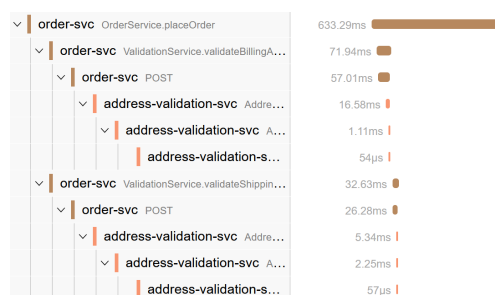 order-svc OrderService.placeOrder 633.29ms
order-svc ValidationService.validateBillingA... 71.94ms
order-svc POST 57.01ms
address-validation-svc Addre... 16.58ms
address-validation-svc A... 1.11ms
address-validation-s... 54µs
order-svc ValidationService.validateShippin... 32.63ms
order-svc POST 26.28ms
address-validation-svc Addre... 5.34ms
address-validation-svc A... 2.25ms
address-validation-s... 57µs